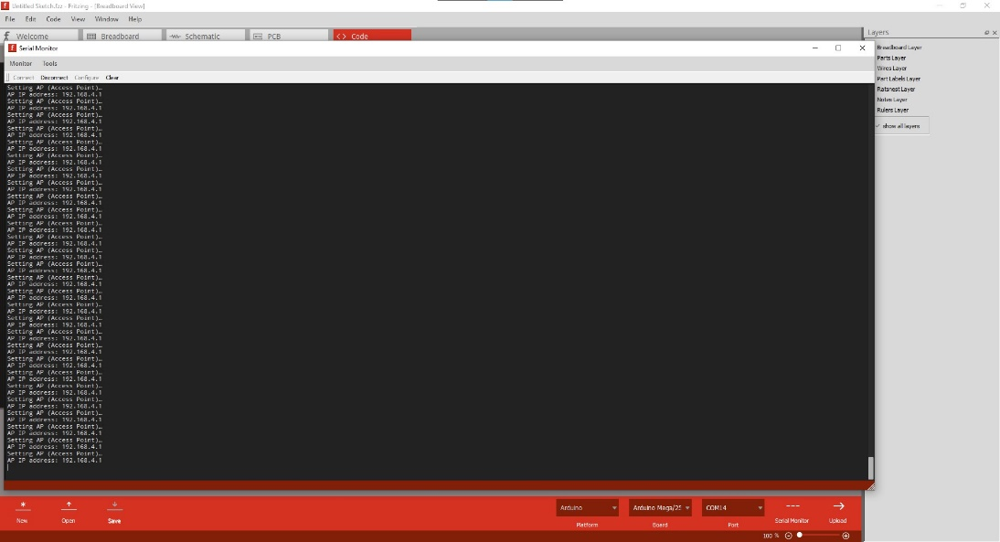 Untitled Sketch.fzz - Fritzing - [Breadboard View]
File Edit Code View Window Help
Welcome Breadboard Schematic PCB Code
Layers
Serial Monitor
Monitor Tools
Connect Disconnect Configure Clear
Setting AP (Access Point)…
AP IP address: 192.168.4.1
Setting AP (Access Point)…
AP IP address: 192.168.4.1
Setting AP (Access Point)…
AP IP address: 192.168.4.1
Setting AP (Access Point)…
AP IP address: 192.168.4.1
Setting AP (Access Point)…
AP IP address: 192.168.4.1
Setting AP (Access Point)…
AP IP address: 192.168.4.1
Setting AP (Access Point)…
AP IP address: 192.168.4.1
Setting AP (Access Point)…
AP IP address: 192.168.4.1
Setting AP (Access Point)…
AP IP address: 192.168.4.1
Setting AP (Access Point)…
AP IP address: 192.168.4.1
Setting AP (Access Point)…
AP IP address: 192.168.4.1
Setting AP (Access Point)…
AP IP address: 192.168.4.1
Setting AP (Access Point)…
AP IP address: 192.168.4.1
Setting AP (Access Point)…
AP IP address: 192.168.4.1
Setting AP (Access Point)…
AP IP address: 192.168.4.1
Setting AP (Access Point)…
AP IP address: 192.168.4.1
Setting AP (Access Point)…
AP IP address: 192.168.4.1
Setting AP (Access Point)…
AP IP address: 192.168.4.1
Setting AP (Access Point)…
AP IP address: 192.168.4.1
Setting AP (Access Point)…
AP IP address: 192.168.4.1
Setting AP (Access Point)…
AP IP address: 192.168.4.1
Setting AP (Access Point)…
AP IP address: 192.168.4.1
Setting AP (Access Point)…
AP IP address: 192.168.4.1
Setting AP (Access Point)…
AP IP address: 192.168.4.1
Setting AP (Access Point)…
AP IP address: 192.168.4.1
Setting AP (Access Point)…
AP IP address: 192.168.4.1
Setting AP (Access Point)…
AP IP address: 192.168.4.1
Setting AP (Access Point)…
AP IP address: 192.168.4.1
Breadboard Layer
Parts Layer
Wires Layer
Part Labels Layer
Ratsnest Layer
Notes Layer
Rulers Layer
show all layers
Arduino Arduino Mega/25 COM14
New Open Save Platform Board Port Serial Monitor Upload
100 %